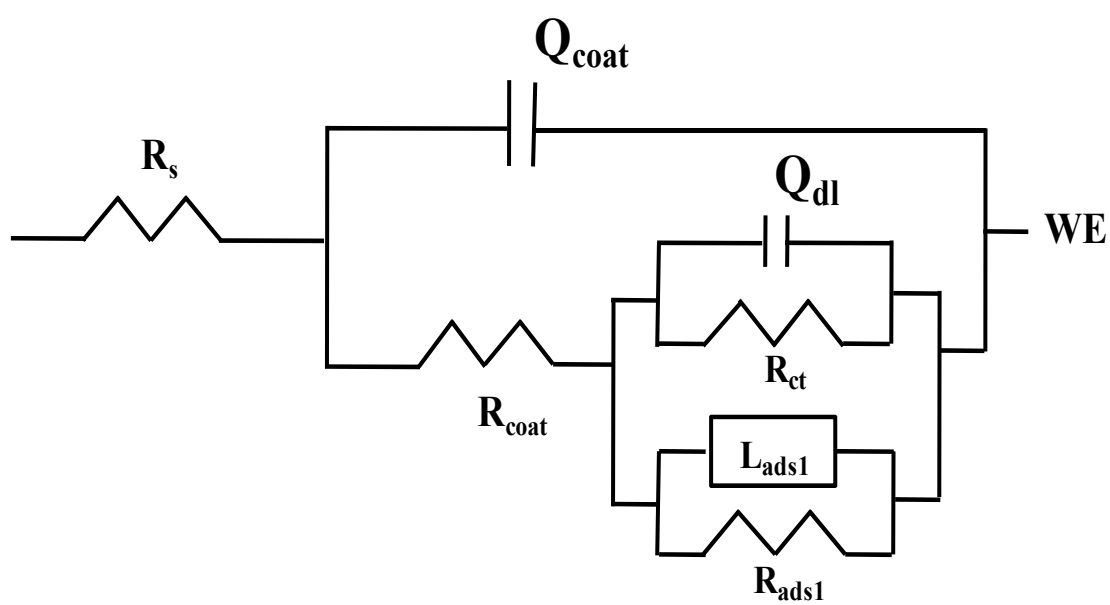 Q_coat
R_s
Q_dl
WE
R_ct
R_coat
L_ads1
R_ads1